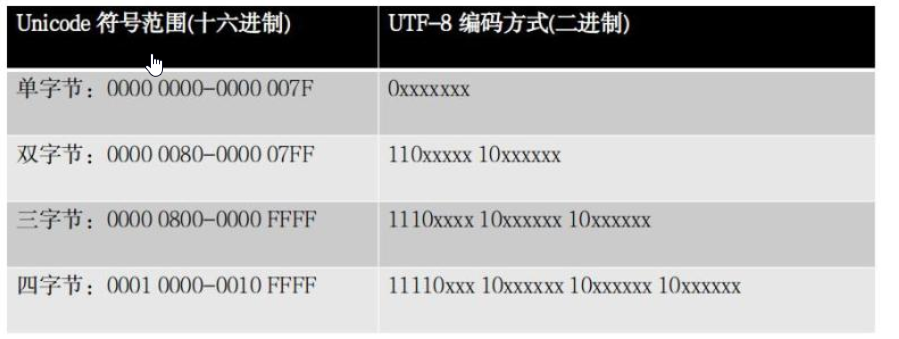 Unicode 符号范围(十六进制) UTF-8 编码方式(二进制)
单字节：0000 0000-0000 007F 0xxxxxxx
双字节：0000 0080-0000 07FF 110xxxxx 10xxxxxx
三字节：0000 0800-0000 FFFF 1110xxxx 10xxxxxx 10xxxxxx
四字节：0001 0000-0010 FFFF 11110xxx 10xxxxxx 10xxxxxx 10xxxxxx